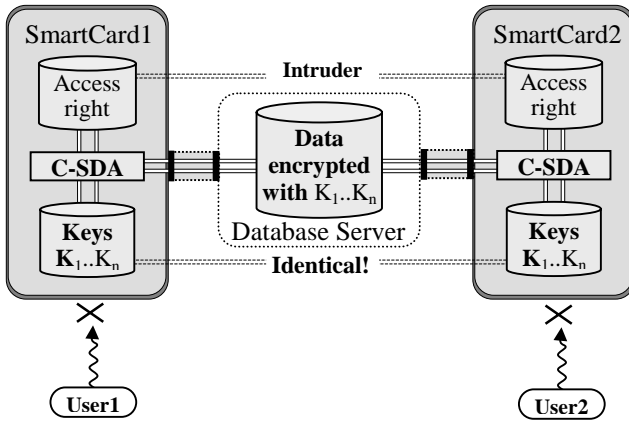 SmartCard1
SmartCard2
Access
right
Intruder
Access
right
C-SDA
Data
encrypted
with K1..Kn
C-SDA
Database Server
Keys
K1..Kn
Identical!
Keys
K1..Kn
User1
User2